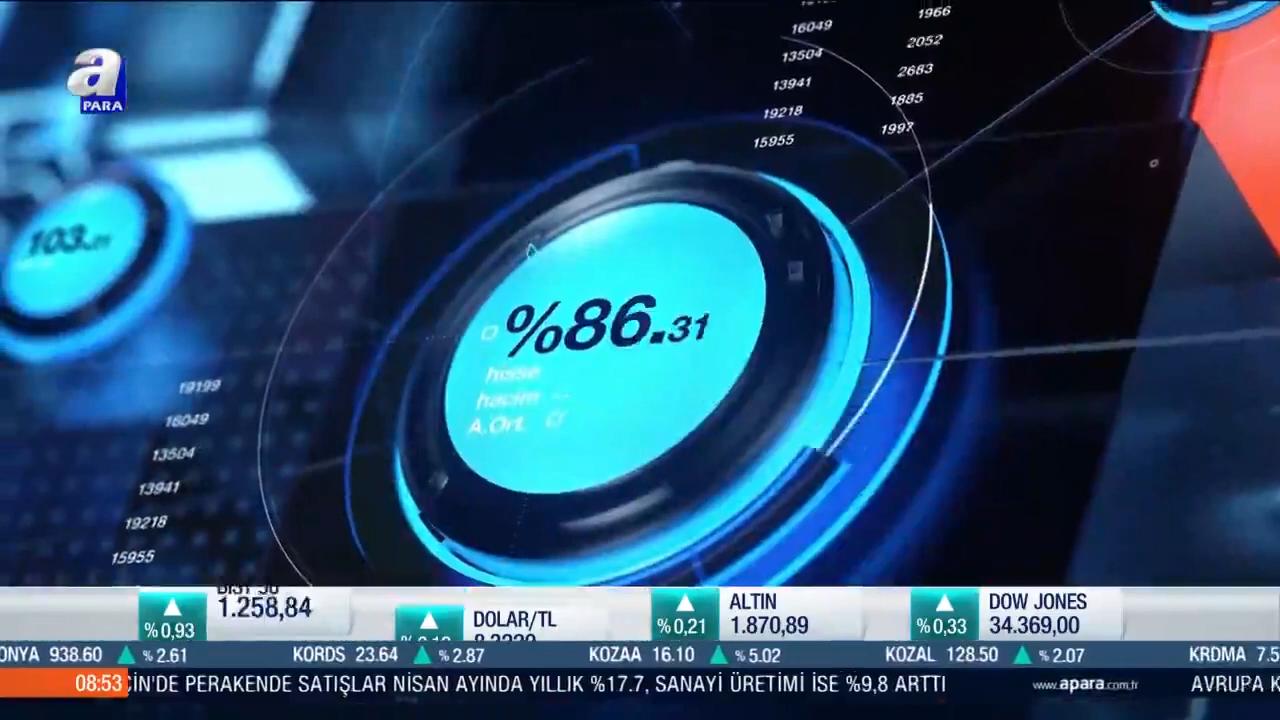 a
PARA
16049
13504
13941
19218
15955
1966
2052
2683
1885
1997
103.
%86.31
hisse
hacim --
A.Ort.
19199
16049
13504
13941
19218
15955
BIST 30
1.258,84
%0,93
DOLAR/TL
ALTIN
1.870,89
%0,21
DOW JONES
34.369,00
%0,33
ONYA 938.60 %2.61 KORDS 23.64 %2.87 KOZAA 16.10 %5.02 KOZAL 128.50 %2.07 KRDMA 7.5
08:53 ÇİN'DE PERAKENDE SATIŞLAR NİSAN AYINDA YILLIK %17.7, SANAYİ ÜRETİMİ İSE %9,8 ARTTI www.apara.com.tr AVRUPA K